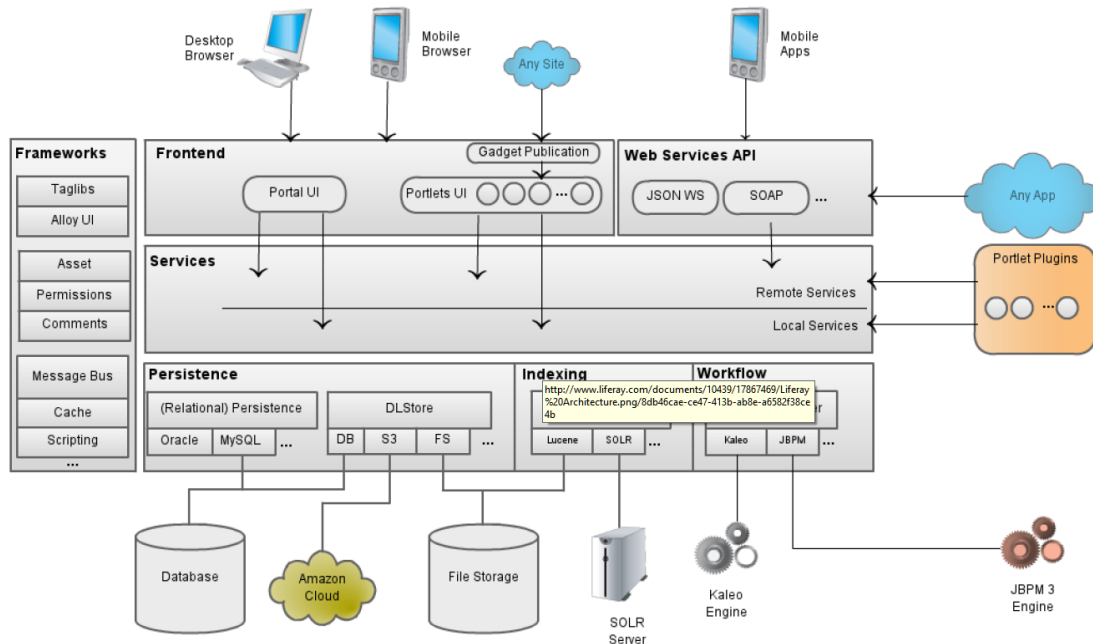 Desktop
Browser
Mobile
Browser
Any Site
Mobile
Apps
Frameworks
Taglibs
Alloy UI
Asset
Permissions
Comments
Message Bus
Cache
Scripting
...
Frontend
Gadget Publication
Portal UI
Portlets UI
...
Web Services API
JSON WS
SOAP
...
Any App
Services
Remote Services
Local Services
Portlet Plugins
...
Persistence
(Relational) Persistence
Oracle
MySQL
...
DLStore
DB
S3
FS
...
Indexing
http://www.liferay.com/documents/10439/17867469/Liferay
%20Architecture.png/8db46cae-ce47-413b-ab8e-a6582f38ce
4b
Lucene
SOLR
...
Workflow
Kaleo
JBPM
...
Database
Amazon
Cloud
File Storage
SOLR
Server
Kaleo
Engine
JBPM 3
Engine